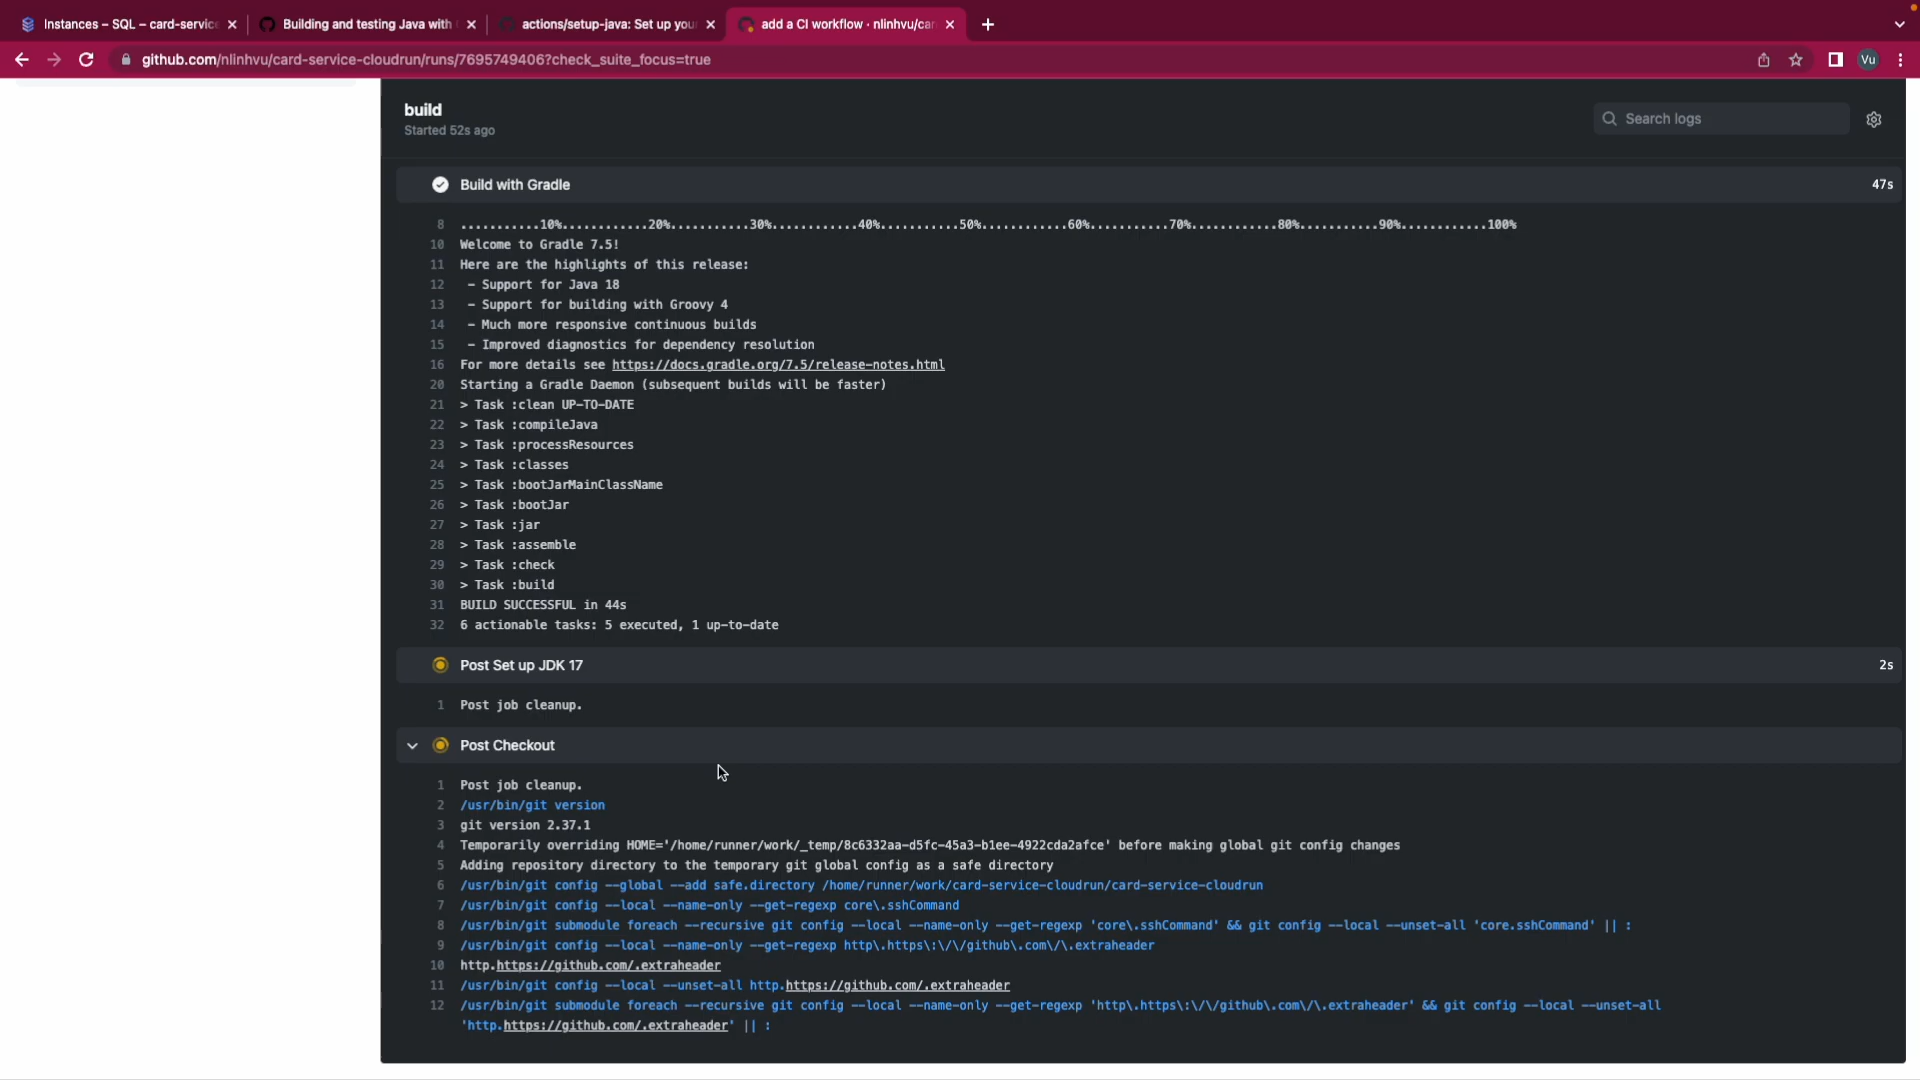 Instances – SQL – card-service
Building and testing Java with
actions/setup-java: Set up your
add a CI workflow · nlinhvu/car
github.com/nlinhvu/card-service-cloudrun/runs/7695749406?check_suite_focus=true
Vu
build
Started 52s ago
Search logs
Build with Gradle 47s
8 ...........10%............20%...........30%............40%...........50%............60%...........70%............80%...........90%............100%
10 Welcome to Gradle 7.5!
11 Here are the highlights of this release:
12 - Support for Java 18
13 - Support for building with Groovy 4
14 - Much more responsive continuous builds
15 - Improved diagnostics for dependency resolution
16 For more details see https://docs.gradle.org/7.5/release-notes.html
20 Starting a Gradle Daemon (subsequent builds will be faster)
21 > Task :clean UP-TO-DATE
22 > Task :compileJava
23 > Task :processResources
24 > Task :classes
25 > Task :bootJarMainClassName
26 > Task :bootJar
27 > Task :jar
28 > Task :assemble
29 > Task :check
30 > Task :build
31 BUILD SUCCESSFUL in 44s
32 6 actionable tasks: 5 executed, 1 up-to-date
Post Set up JDK 17 2s
1 Post job cleanup.
Post Checkout
1 Post job cleanup.
2 /usr/bin/git version
3 git version 2.37.1
4 Temporarily overriding HOME='/home/runner/work/_temp/8c6332aa-d5fc-45a3-b1ee-4922cda2afce' before making global git config changes
5 Adding repository directory to the temporary git global config as a safe directory
6 /usr/bin/git config --global --add safe.directory /home/runner/work/card-service-cloudrun/card-service-cloudrun
7 /usr/bin/git config --local --name-only --get-regexp core\.sshCommand
8 /usr/bin/git submodule foreach --recursive git config --local --name-only --get-regexp 'core\.sshCommand' && git config --local --unset-all 'core.sshCommand' || :
9 /usr/bin/git config --local --name-only --get-regexp http\.https\:\/\/github\.com\/\.extraheader
10 http.https://github.com/.extraheader
11 /usr/bin/git config --local --unset-all http.https://github.com/.extraheader
12 /usr/bin/git submodule foreach --recursive git config --local --name-only --get-regexp 'http\.https\:\/\/github\.com\/\.extraheader' && git config --local --unset-all
'http.https://github.com/.extraheader' || :